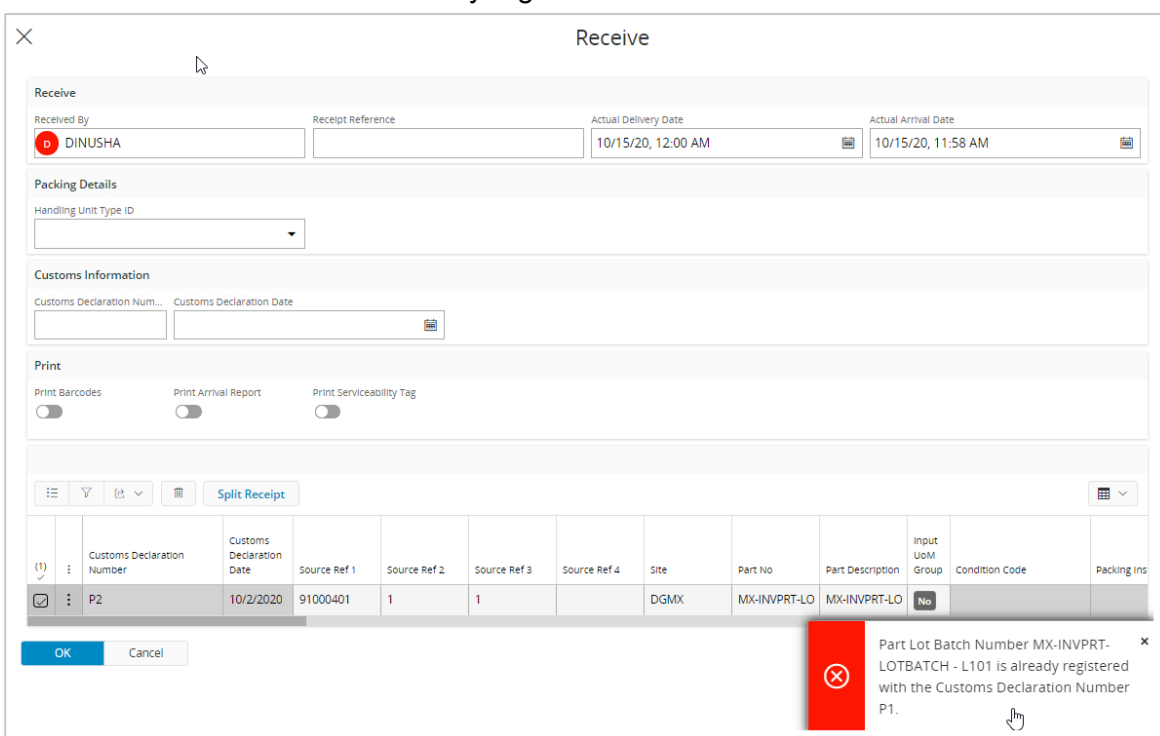 Receive
Receive
Received By Receipt Reference Actual Delivery Date Actual Arrival Date
D DINUSHA 10/15/20, 12:00 AM 10/15/20, 11:58 AM
Packing Details
Handling Unit Type ID
Customs Information
Customs Declaration Num... Customs Declaration Date
Print
Print Barcodes Print Arrival Report Print Serviceability Tag
Split Receipt
(1) Customs Declaration Number Customs Declaration Date Source Ref 1 Source Ref 2 Source Ref 3 Source Ref 4 Site Part No Part Description Input UoM Group Condition Code Packing Ins
P2 10/2/2020 91000401 1 1 DGMX MX-INVPRT-LO MX-INVPRT-LO No
OK Cancel
Part Lot Batch Number MX-INVPRT-
LOTBATCH - L101 is already registered
with the Customs Declaration Number
P1.